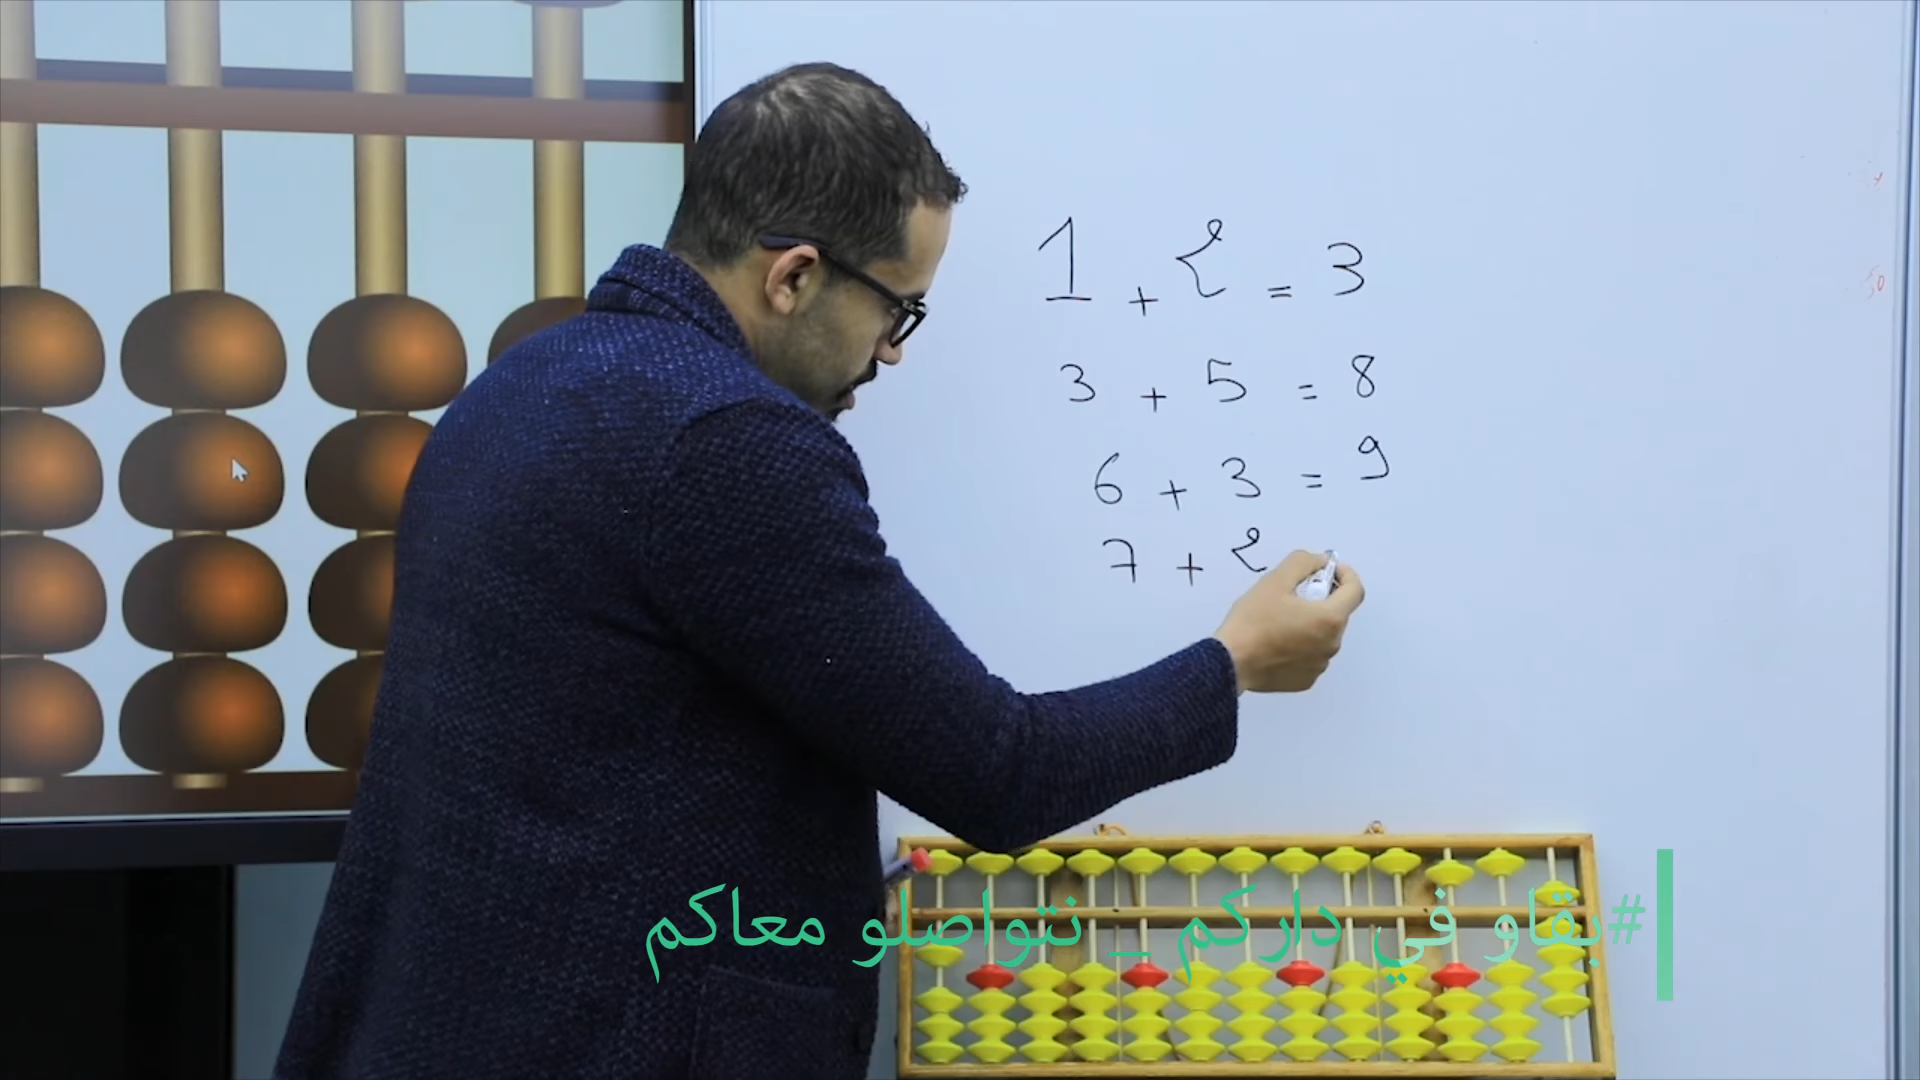 1 + 2 = 3
3 + 5 = 8
6 + 3 = 9
7 + 2
#بقاو في داركم _ نتواصلو معاكم